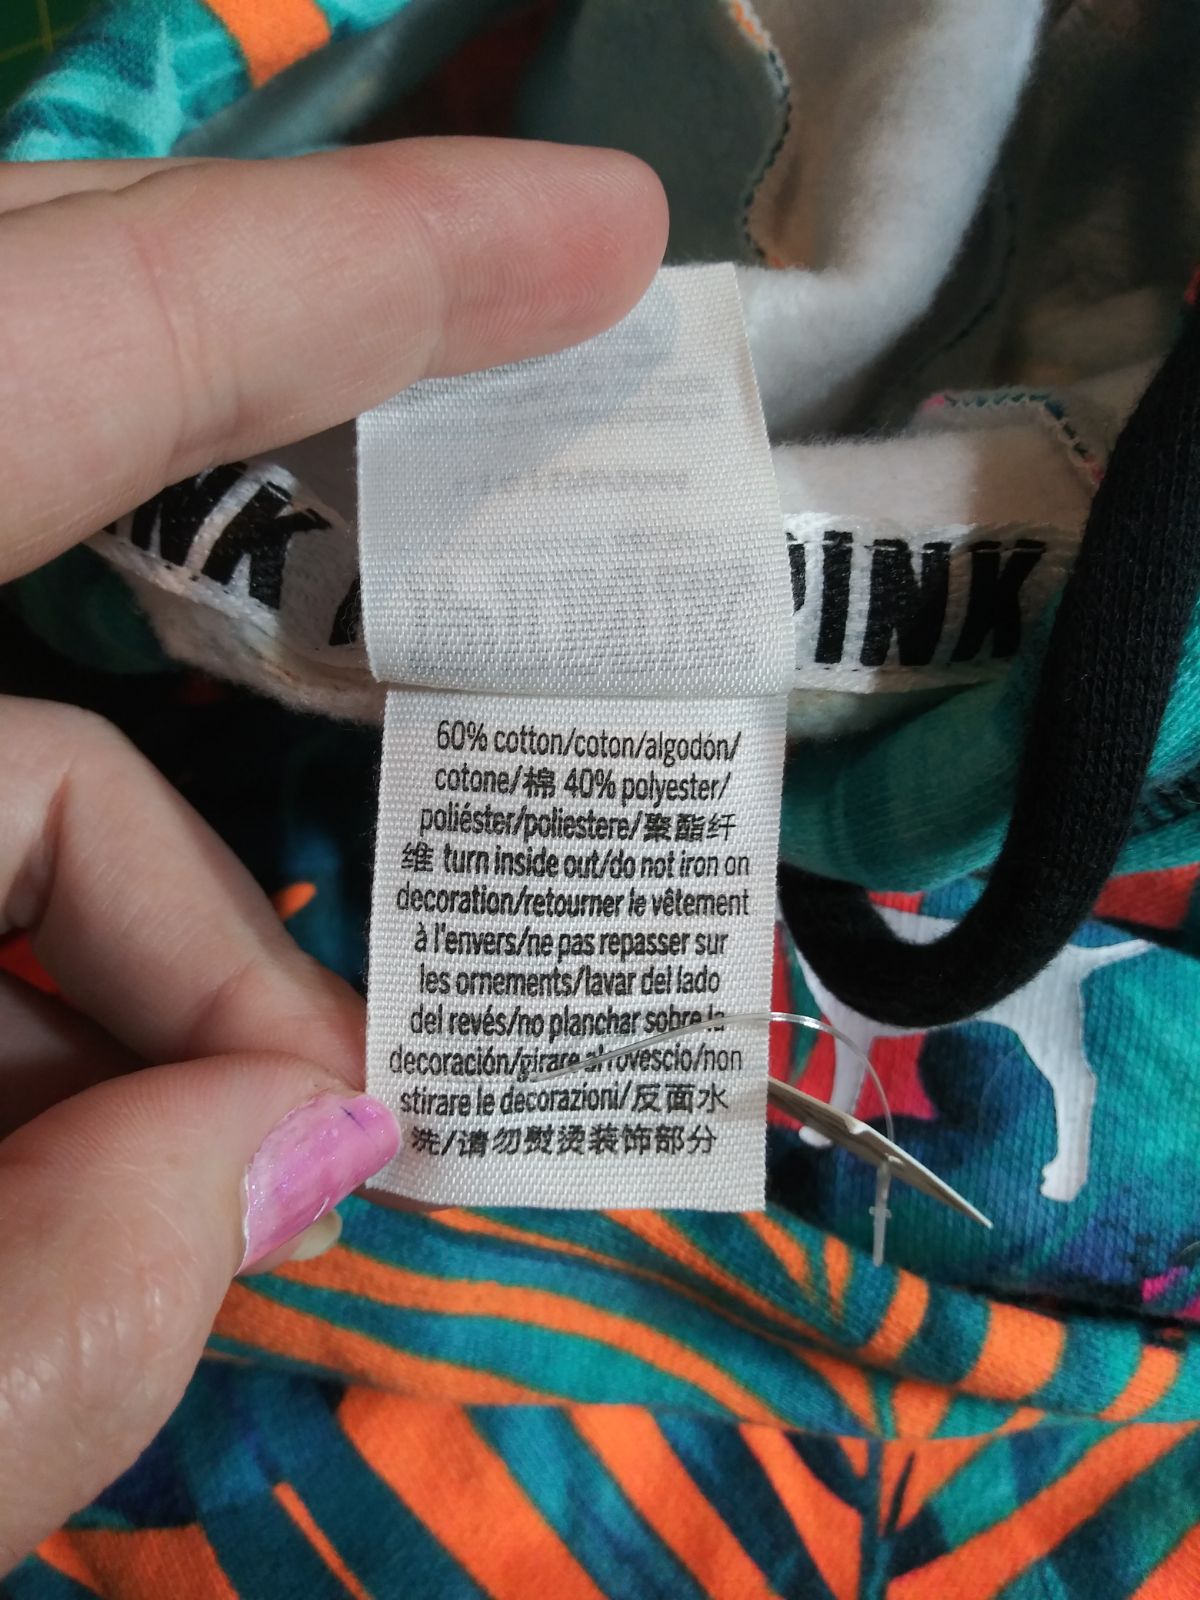 INK
PINK
60% cotton/coton/algodón/
cotone/棉 40% polyester/
poliéster/poliestere/聚酯纤
维 turn inside out/do not iron on
decoration/retourner le vêtement
à l'envers/ne pas repasser sur
les ornements/lavar del lado
del revés/no planchar sobre la
decoración/girare al rovescio/non
stirare le decorazioni/反面水
洗/请勿熨烫装饰部分